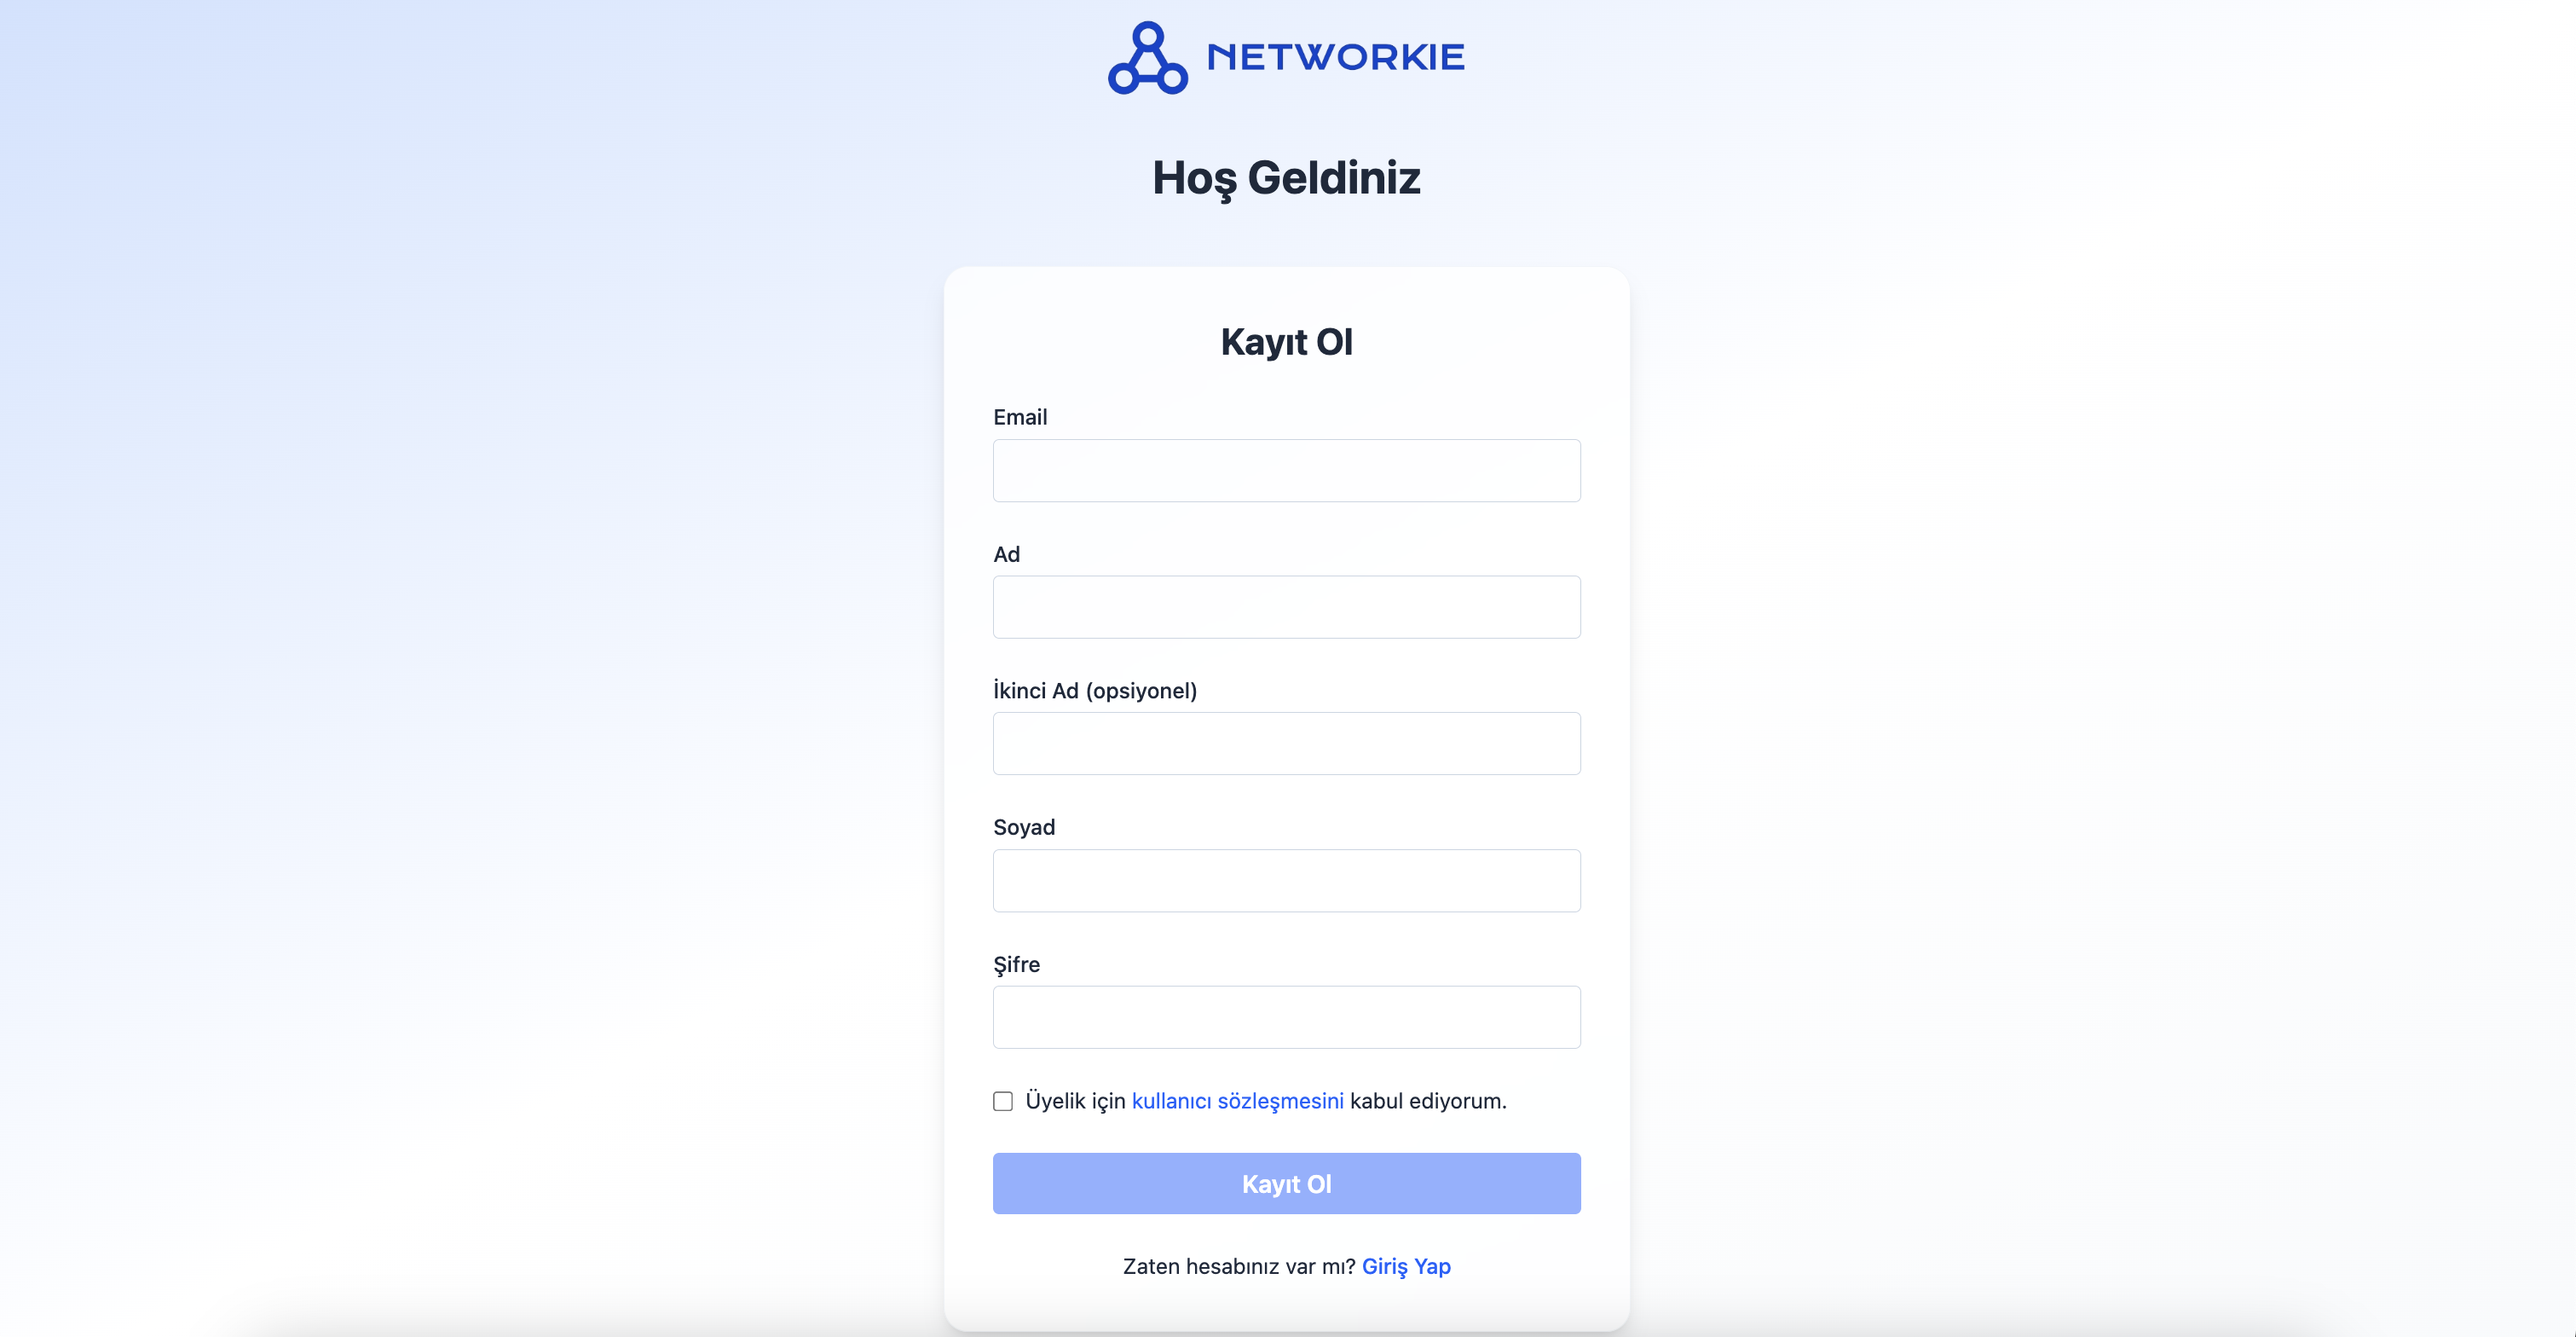 NETWORKIE
Hoş Geldiniz
Kayıt Ol
Email
Ad
İkinci Ad (opsiyonel)
Soyad
Şifre
Üyelik için kullanıcı sözleşmesini kabul ediyorum.
Kayıt Ol
Zaten hesabınız var mı? Giriş Yap